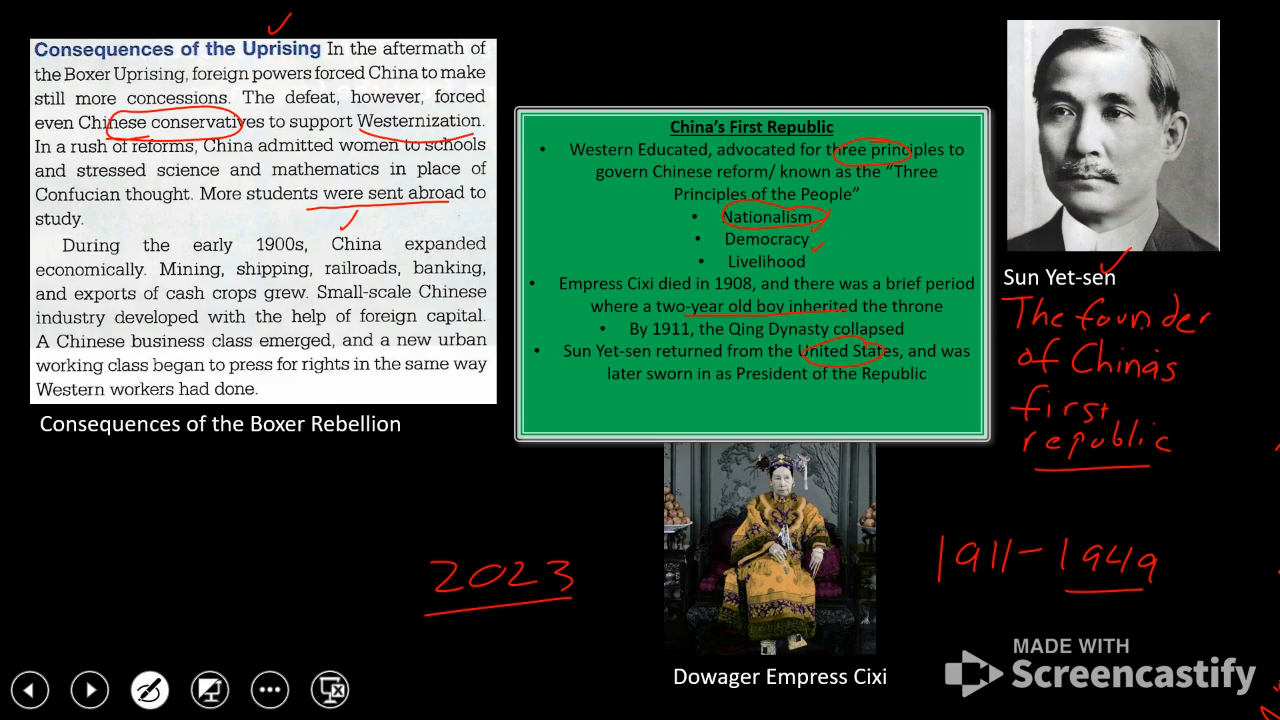 Consequences of the Uprising In the aftermath of
the Boxer Uprising, foreign powers forced China to make
still more concessions. The defeat, however, forced
even Chinese conservatives to support Westernization.
In a rush of reforms, China admitted women to schools
and stressed science and mathematics in place of
Confucian thought. More students were sent abroad to
study.
During the early 1900s, China expanded
economically. Mining, shipping, railroads, banking,
and exports of cash crops grew. Small-scale Chinese
industry developed with the help of foreign capital.
A Chinese business class emerged, and a new urban
working class began to press for rights in the same way
Western workers had done.
Consequences of the Boxer Rebellion
China's First Republic
• Western Educated, advocated for three principles to
govern Chinese reform/ known as the “Three
Principles of the People”
• Nationalism
• Democracy
• Livelihood
• Empress Cixi died in 1908, and there was a brief period
where a two-year old boy inherited the throne
• By 1911, the Qing Dynasty collapsed
• Sun Yet-sen returned from the United States, and was
later sworn in as President of the Republic
Sun Yet-sen
The founder
of Chinas
first
republic
1911-1949
2023
Dowager Empress Cixi
MADE WITH
Screencastify